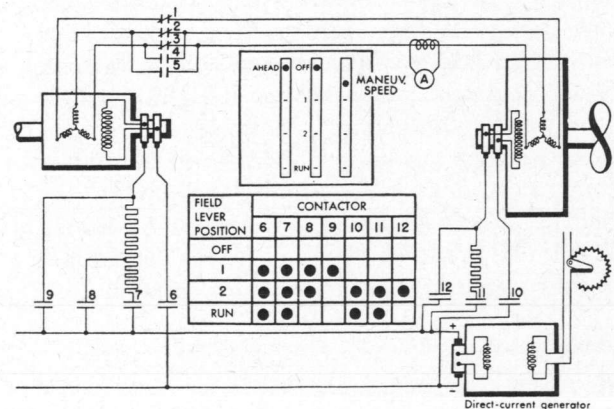 1
2
3
4
5
AHEAD OFF
MANEUV.
SPEED
1
2
RUN
A
FIELD LEVER POSITION CONTACTOR
6 7 8 9 10 11 12
OFF
1
2
RUN
9 8 7 6
12 11 10
+
−
Direct-current generator